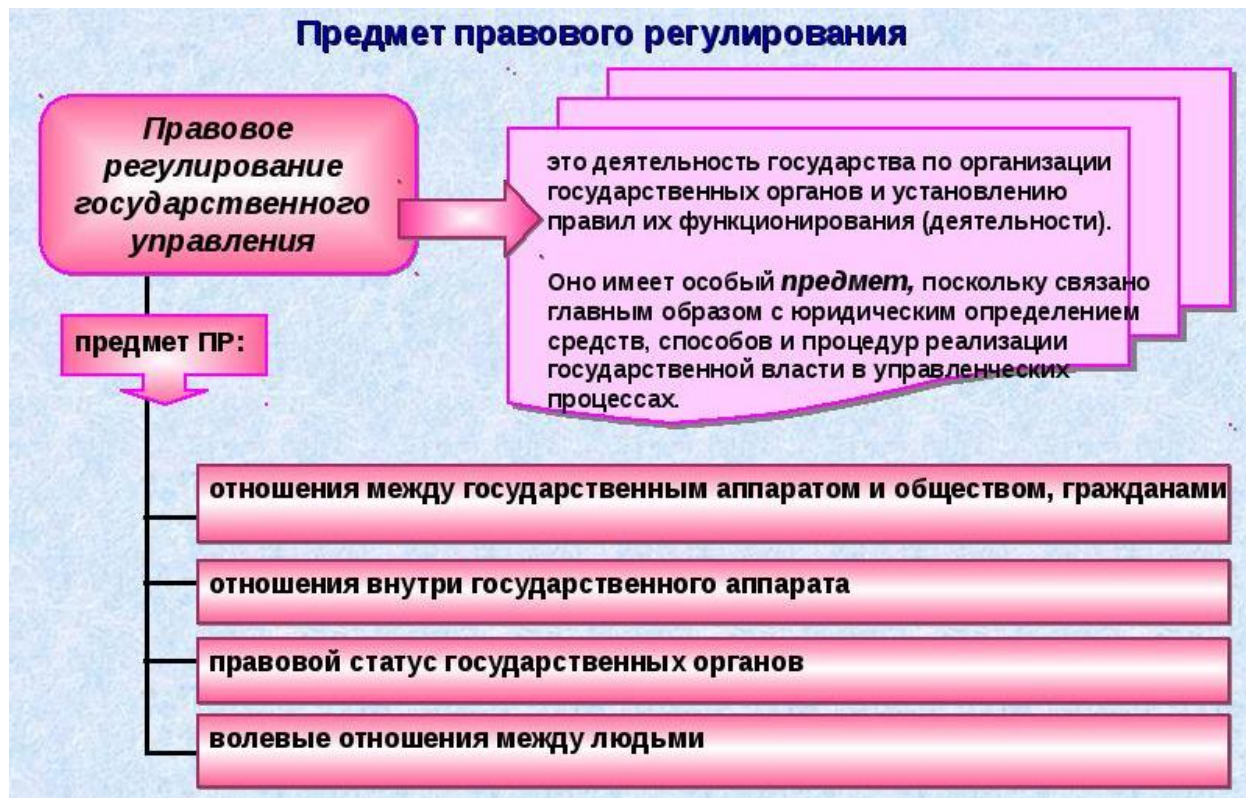 Предмет правового регулирования
Правовое
регулирование
государственного
управления
это деятельность государства по организации
государственных органов и установлению
правил их функционирования (деятельности).
Оно имеет особый предмет, поскольку связано
главным образом с юридическим определением
средств, способов и процедур реализации
государственной власти в управленческих
процессах.
предмет ПР:
отношения между государственным аппаратом и обществом, гражданами
отношения внутри государственного аппарата
правовой статус государственных органов
волевые отношения между людьми